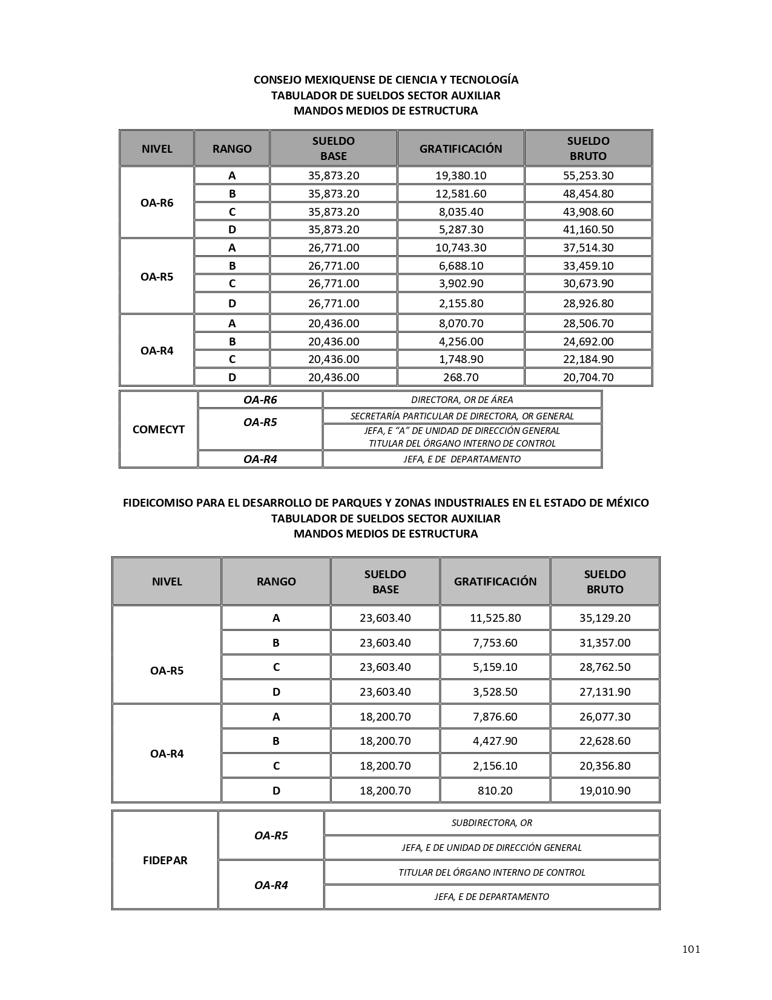 CONSEJO MEXIQUENSE DE CIENCIA Y TECNOLOGÍA
TABULADOR DE SUELDOS SECTOR AUXILIAR
MANDOS MEDIOS DE ESTRUCTURA
NIVEL RANGO SUELDO BASE GRATIFICACIÓN SUELDO BRUTO
OA-R6
A 35,873.20 19,380.10 55,253.30
B 35,873.20 12,581.60 48,454.80
C 35,873.20 8,035.40 43,908.60
D 35,873.20 5,287.30 41,160.50
OA-R5
A 26,771.00 10,743.30 37,514.30
B 26,771.00 6,688.10 33,459.10
C 26,771.00 3,902.90 30,673.90
D 26,771.00 2,155.80 28,926.80
OA-R4
A 20,436.00 8,070.70 28,506.70
B 20,436.00 4,256.00 24,692.00
C 20,436.00 1,748.90 22,184.90
D 20,436.00 268.70 20,704.70
COMECYT
OA-R6 DIRECTORA, OR DE ÁREA
OA-R5 SECRETARÍA PARTICULAR DE DIRECTORA, OR GENERAL
JEFA, E “A” DE UNIDAD DE DIRECCIÓN GENERAL
TITULAR DEL ÓRGANO INTERNO DE CONTROL
OA-R4 JEFA, E DE DEPARTAMENTO
FIDEICOMISO PARA EL DESARROLLO DE PARQUES Y ZONAS INDUSTRIALES EN EL ESTADO DE MÉXICO
TABULADOR DE SUELDOS SECTOR AUXILIAR
MANDOS MEDIOS DE ESTRUCTURA
NIVEL RANGO SUELDO BASE GRATIFICACIÓN SUELDO BRUTO
OA-R5
A 23,603.40 11,525.80 35,129.20
B 23,603.40 7,753.60 31,357.00
C 23,603.40 5,159.10 28,762.50
D 23,603.40 3,528.50 27,131.90
OA-R4
A 18,200.70 7,876.60 26,077.30
B 18,200.70 4,427.90 22,628.60
C 18,200.70 2,156.10 20,356.80
D 18,200.70 810.20 19,010.90
FIDEPAR
OA-R5 SUBDIRECTORA, OR
JEFA, E DE UNIDAD DE DIRECCIÓN GENERAL
OA-R4 TITULAR DEL ÓRGANO INTERNO DE CONTROL
JEFA, E DE DEPARTAMENTO
101